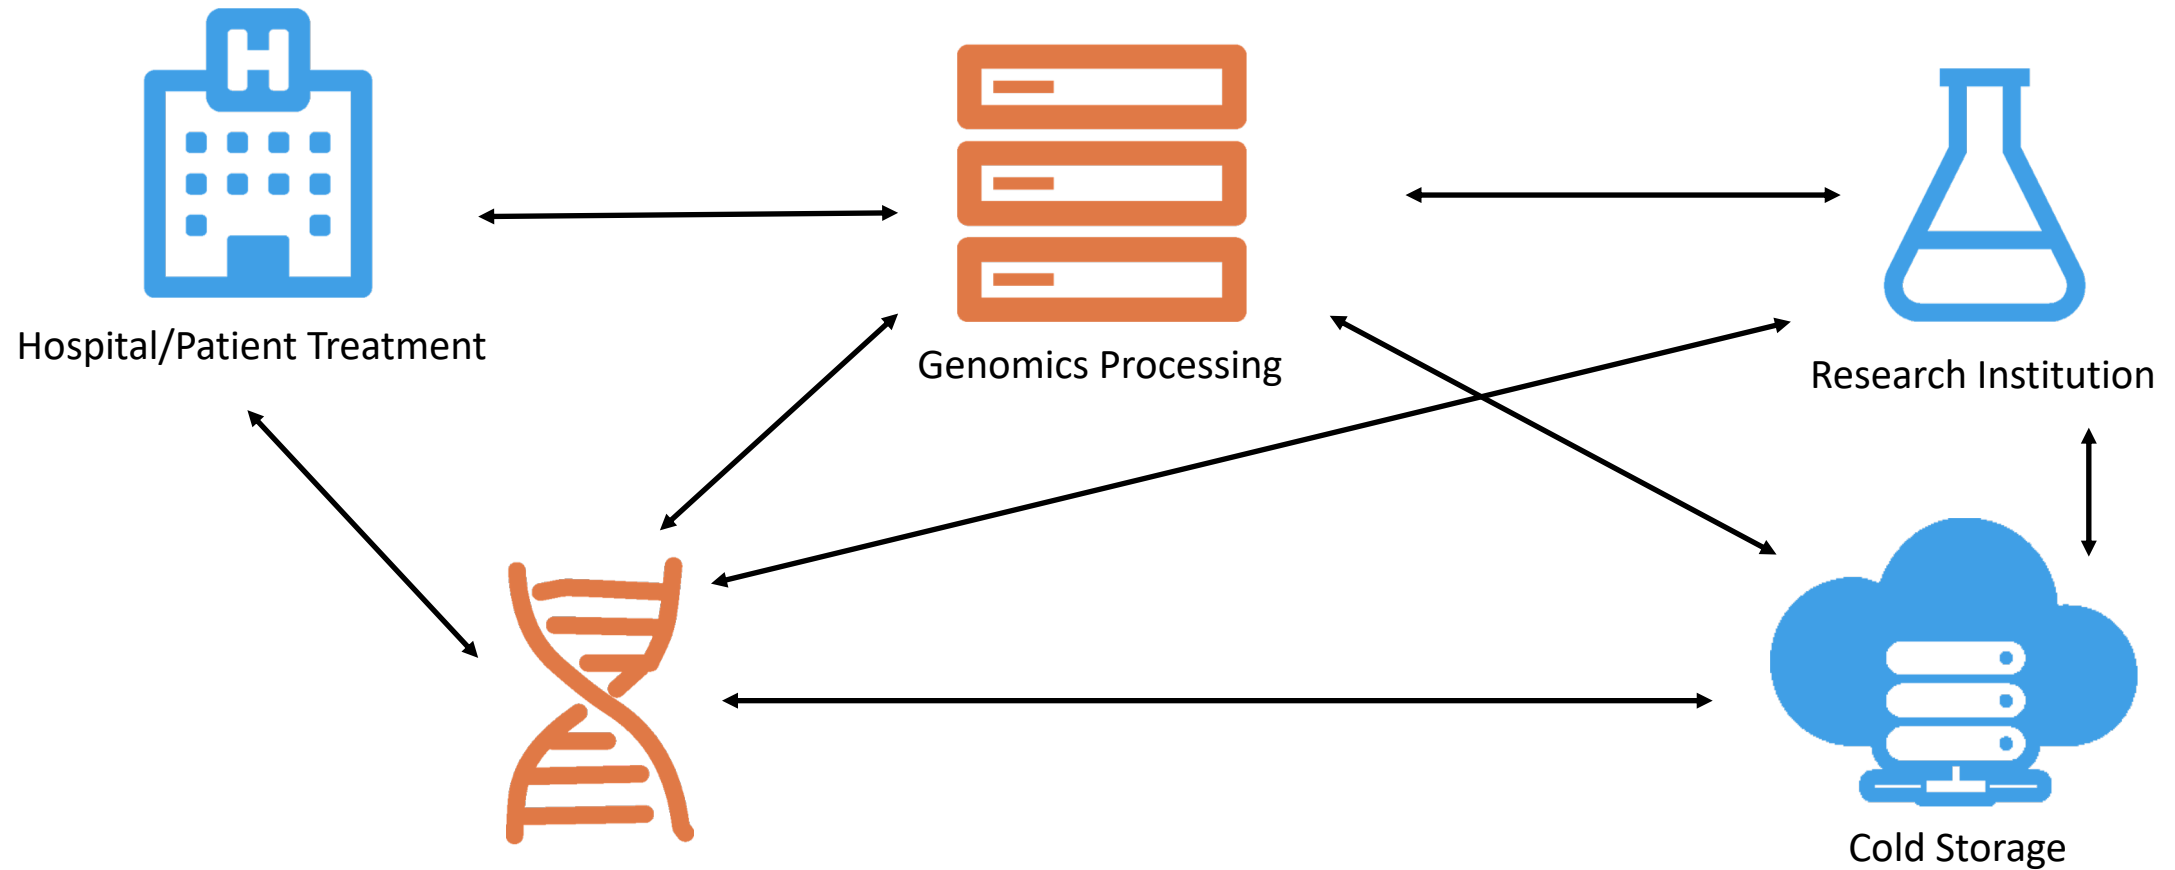 H
Hospital/Patient Treatment
Genomics Processing
Research Institution
Cold Storage